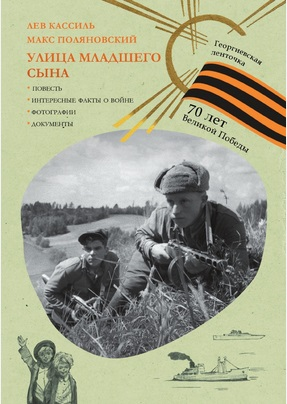 ЛЕВ КАССИЛЬ
МАКС ПОЛЯНОВСКИЙ
УЛИЦА МЛАДШЕГО
СЫНА
• ПОВЕСТЬ
• ИНТЕРЕСНЫЕ ФАКТЫ О ВОЙНЕ
• ФОТОГРАФИИ
• ДОКУМЕНТЫ
Георгиевская
ленточка
70 лет
Великой Победы